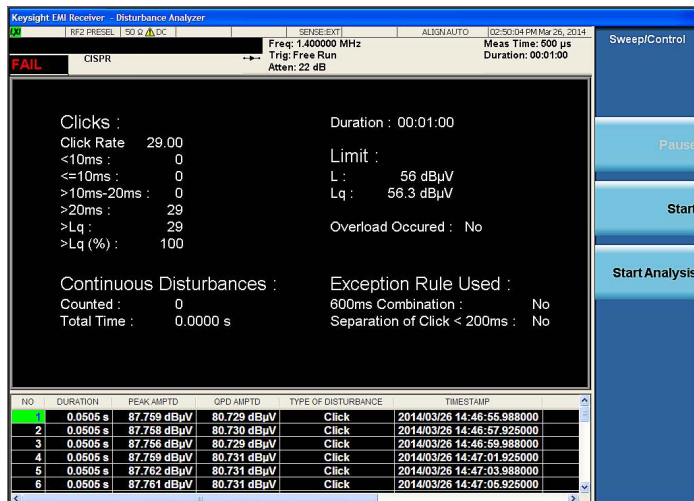 Keysight EMI Receiver - Disturbance Analyzer
RF2 PRESEL 50 Ω DC SENSE:EXT ALIGN AUTO 02:50:04 PM Mar 26, 2014
Freq: 1.400000 MHz Meas Time: 500 µs
FAIL CISPR Trig: Free Run Duration: 00:01:00
Atten: 22 dB
Sweep/Control
Pause
Start
Start Analysis
Clicks : Duration : 00:01:00
Click Rate 29.00
<10ms : 0 Limit :
<=10ms : 0 L : 56 dBµV
>10ms-20ms : 0 Lq : 56.3 dBµV
>20ms : 29
>Lq : 29 Overload Occured : No
>Lq (%) : 100
Continuous Disturbances : Exception Rule Used :
Counted : 0 600ms Combination : No
Total Time : 0.0000 s Separation of Click < 200ms : No
NO DURATION PEAK AMPTD QPD AMPTD TYPE OF DISTURBANCE TIMESTAMP
1 0.0505 s 87.759 dBµV 80.729 dBµV Click 2014/03/26 14:46:55.988000
2 0.0505 s 87.758 dBµV 80.730 dBµV Click 2014/03/26 14:46:57.925000
3 0.0505 s 87.756 dBµV 80.729 dBµV Click 2014/03/26 14:46:59.988000
4 0.0505 s 87.759 dBµV 80.731 dBµV Click 2014/03/26 14:47:01.925000
5 0.0505 s 87.762 dBµV 80.731 dBµV Click 2014/03/26 14:47:03.988000
6 0.0505 s 87.761 dBµV 80.731 dBµV Click 2014/03/26 14:47:05.925000